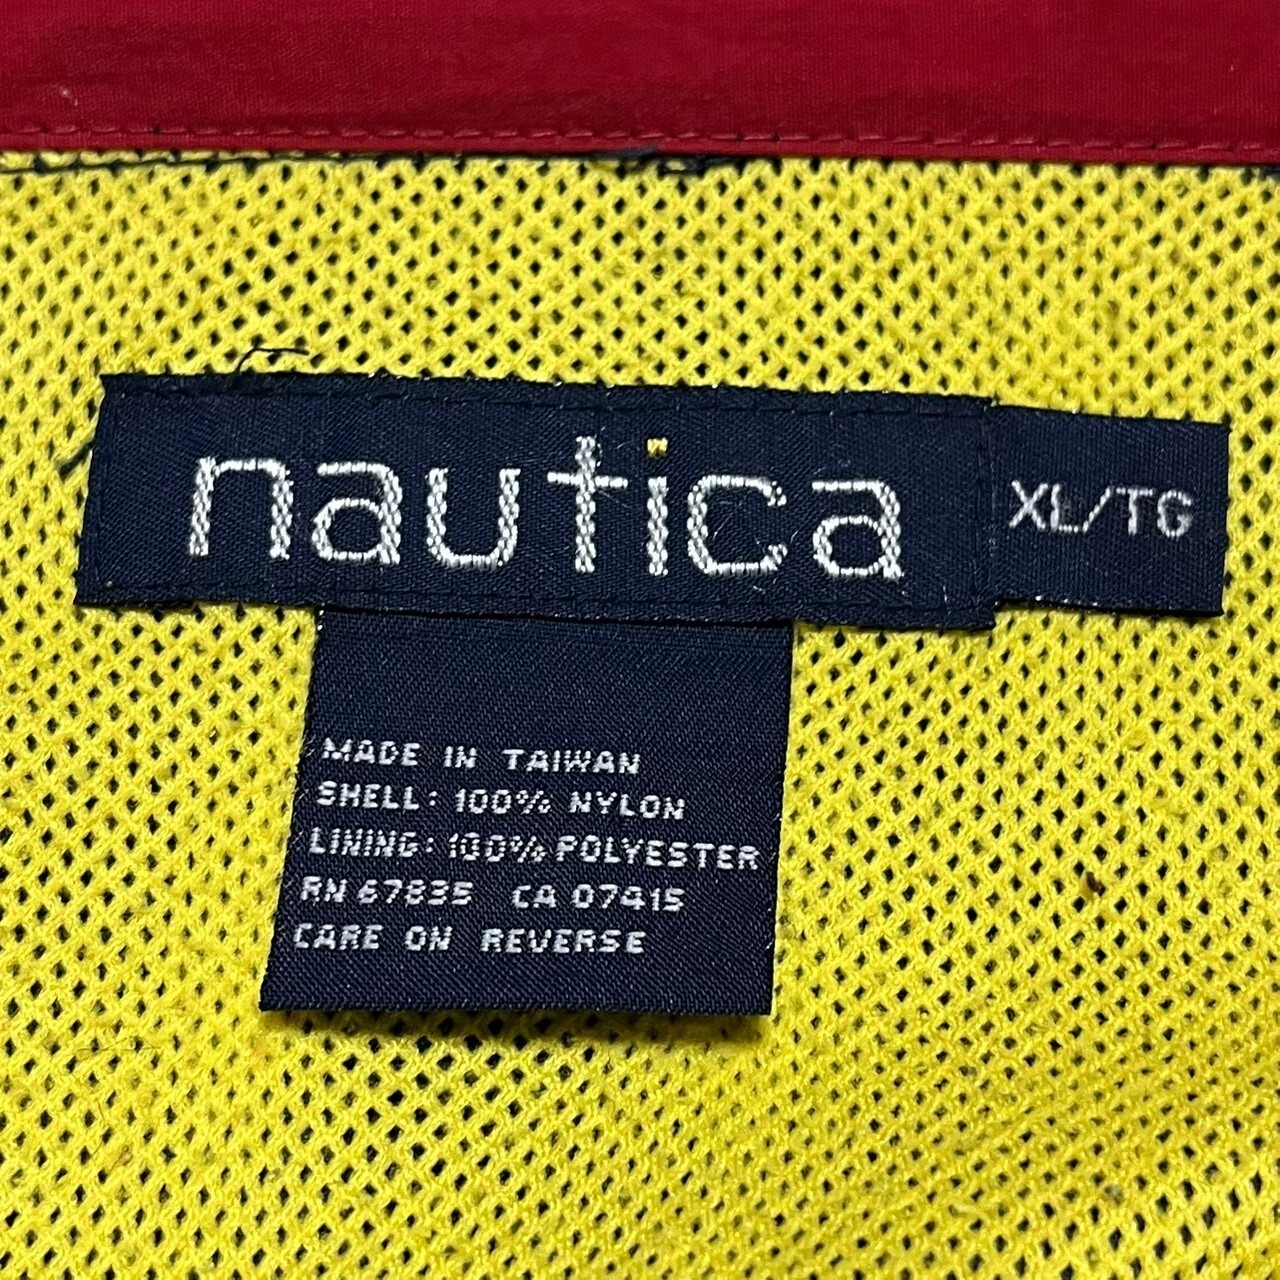 nautica
XL/TG
MADE IN TAIWAN
SHELL: 100% NYLON
LINING: 100% POLYESTER
RN 67835 CA 07415
CARE ON REVERSE